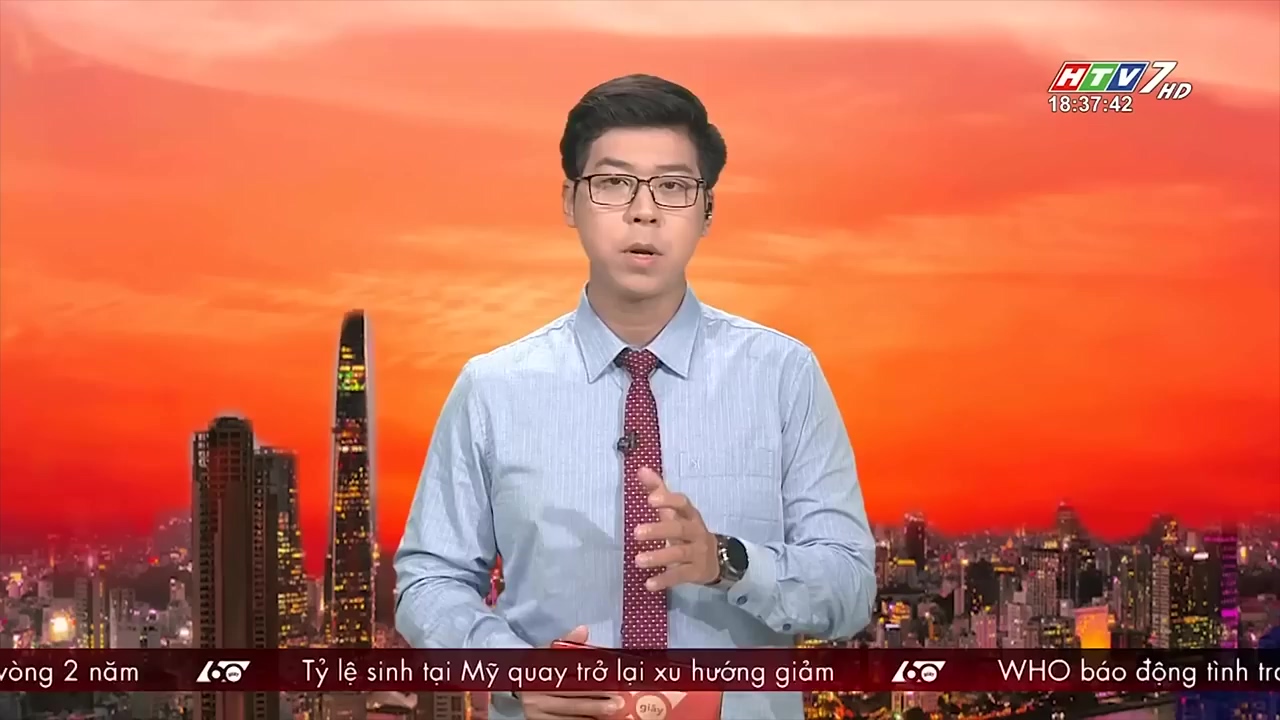 HTV7 HD
18:37:42
vòng 2 năm 60 giây Tỷ lệ sinh tại Mỹ quay trở lại xu hướng giảm 60 giây WHO báo động tình trạ
giây